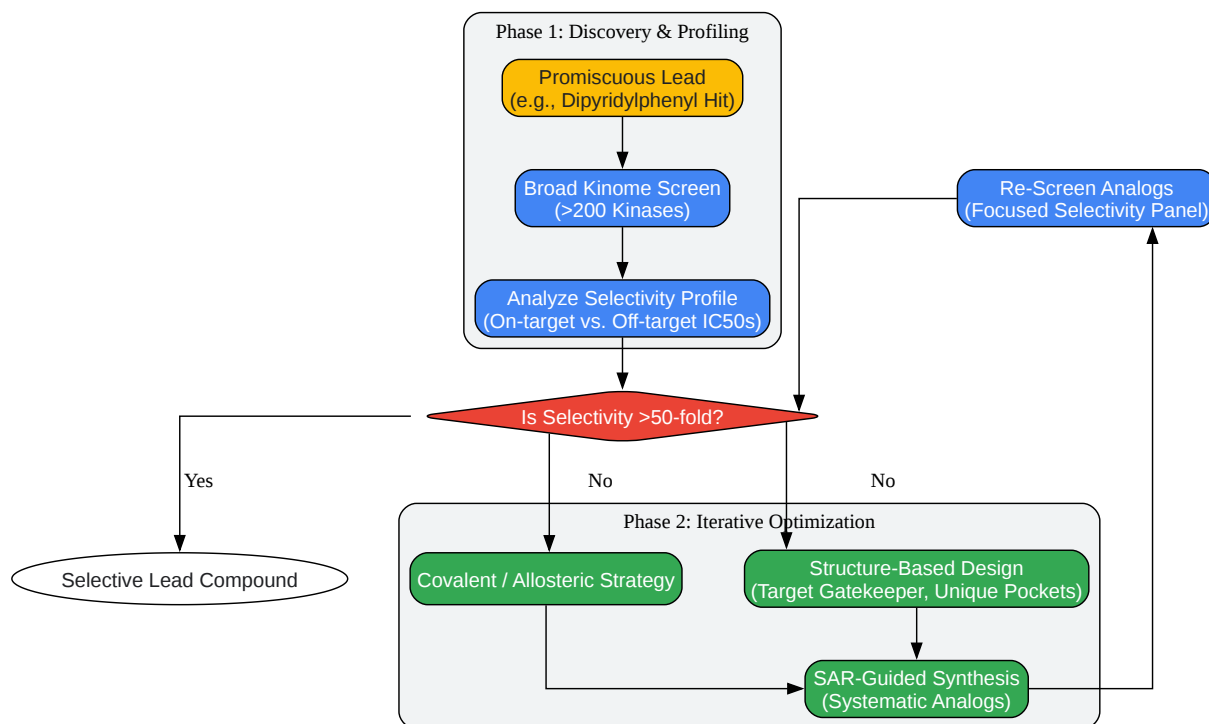 Phase 1: Discovery & Profiling
Promiscuous Lead
(e.g., Dipyridylphenyl Hit)
Broad Kinome Screen
(>200 Kinases)
Re-Screen Analogs
(Focused Selectivity Panel)
Analyze Selectivity Profile
(On-target vs. Off-target IC50s)
Is Selectivity >50-fold?
Yes
No
No
Phase 2: Iterative Optimization
Selective Lead Compound
Covalent / Allosteric Strategy
Structure-Based Design
(Target Gatekeeper, Unique Pockets)
SAR-Guided Synthesis
(Systematic Analogs)